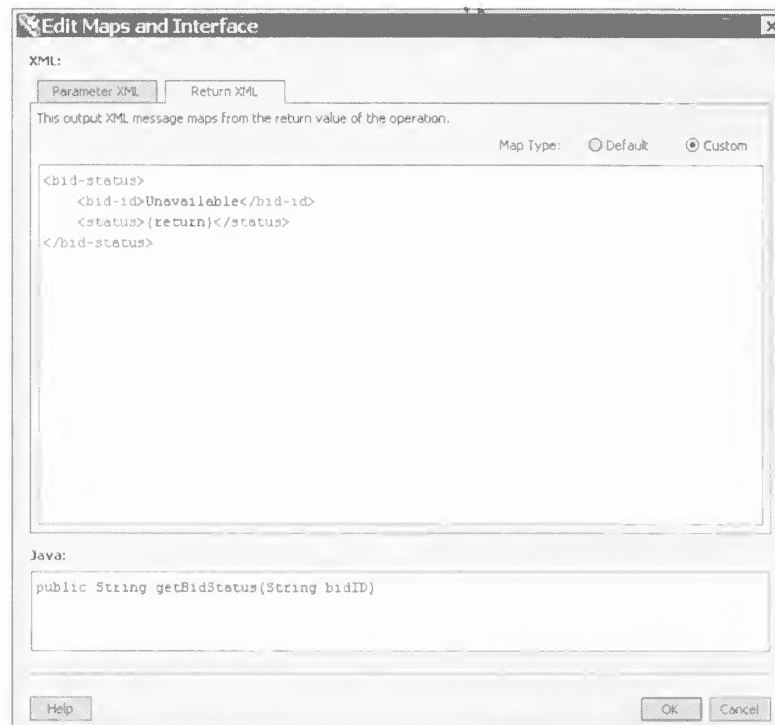 Edit Maps and Interface
XML:
Parameter XML Return XML
This output XML message maps from the return value of the operation.
Map Type: Default Custom
<bid-status>
    <bid-id>Unavailable</bid-id>
    <status>{return}</status>
</bid-status>
Java:
public String getBidStatus(String bidID)
Help OK Cancel